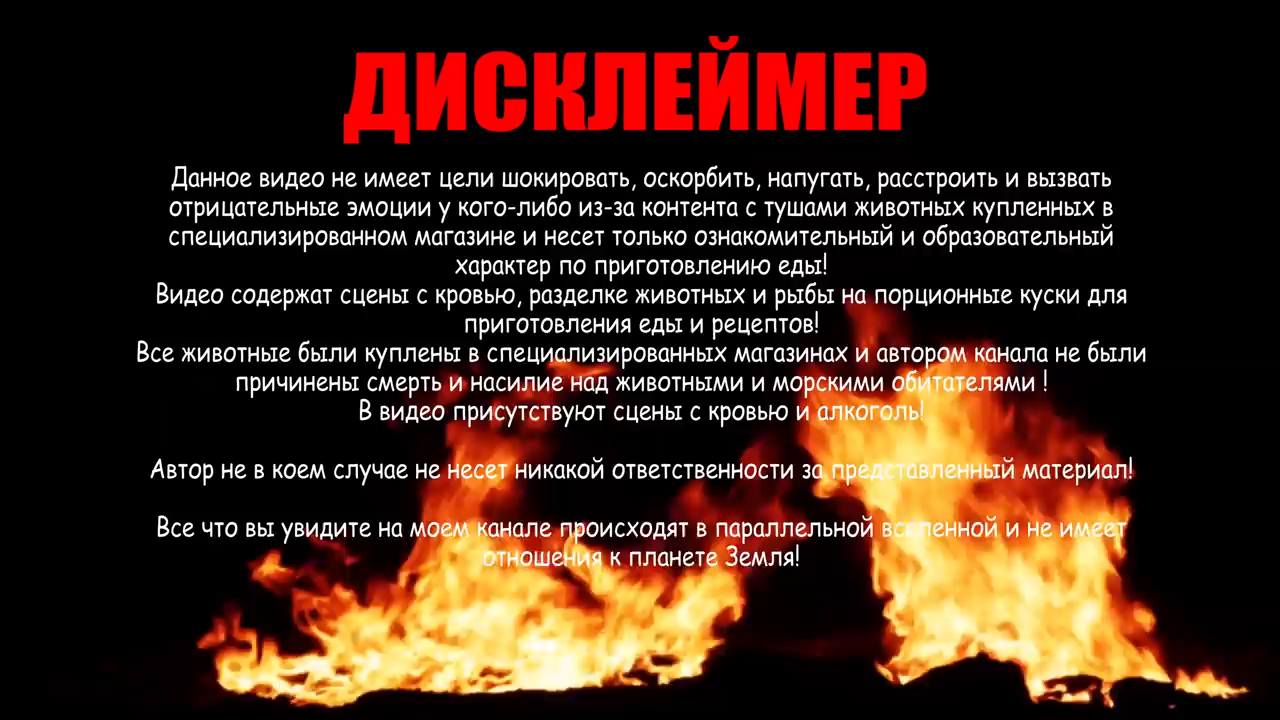 ДИСКЛЕЙМЕР
Данное видео не имеет цели шокировать, оскорбить, напугать, расстроить и вызвать
отрицательные эмоции у кого-либо из-за контента с тушами животных купленных в
специализированном магазине и несет только ознакомительный и образовательный
характер по приготовлению еды!
Видео содержат сцены с кровью, разделке животных и рыбы на порционные куски для
приготовления еды и рецептов!
Все животные были куплены в специализированных магазинах и автором канала не были
причинены смерть и насилие над животными и морскими обитателями !
В видео присутствуют сцены с кровью и алкоголь!
Автор не в коем случае не несет никакой ответственности за представленный материал!
Все что вы увидите на моем канале происходят в параллельной вселенной и не имеет
отношения к планете Земля!